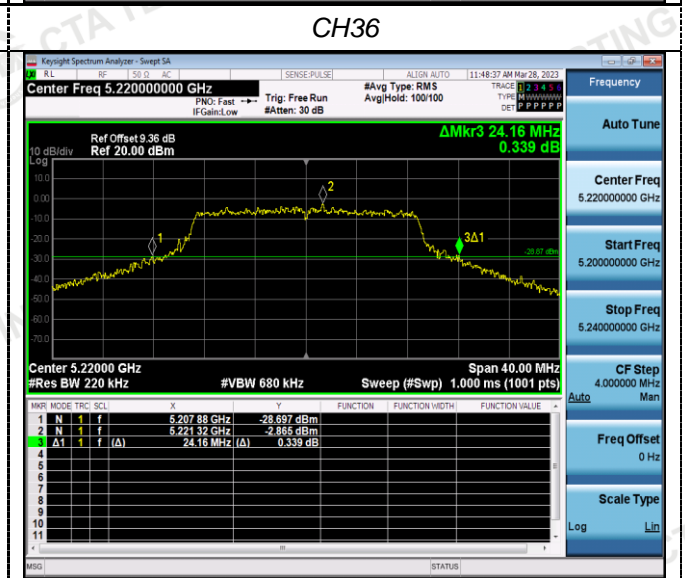 CH36
Keysight Spectrum Analyzer - Swept SA
RL RF 50 Ω AC SENSE:PULSE ALIGN AUTO 11:48:37 AM Mar 28, 2023
Center Freq 5.220000000 GHz #Avg Type: RMS TRACE 1 2 3 4 5 6
PNO: Fast Trig: Free Run Avg|Hold: 100/100 TYPE M WWWWW
IFGain:Low #Atten: 30 dB DET P P P P P P
Frequency
Auto Tune
Center Freq
5.220000000 GHz
Start Freq
5.200000000 GHz
Stop Freq
5.240000000 GHz
CF Step
4.000000 MHz
Auto Man
Freq Offset
0 Hz
Scale Type
Log Lin
Ref Offset 9.36 dB ΔMkr3 24.16 MHz
10 dB/div Ref 20.00 dBm 0.339 dB
Log
10.0
0.00
-10.0
-20.0
-30.0
-40.0
-50.0
-60.0
-70.0
1
2
3Δ1
-28.87 dBm
Center 5.22000 GHz Span 40.00 MHz
#Res BW 220 kHz #VBW 680 kHz Sweep (#Swp) 1.000 ms (1001 pts)
MKR MODE TRC SCL X Y FUNCTION FUNCTION WIDTH FUNCTION VALUE
1 N 1 f 5.207 88 GHz -28.697 dBm
2 N 1 f 5.221 32 GHz -2.865 dBm
3 Δ1 1 f (Δ) 24.16 MHz (Δ) 0.339 dB
4
5
6
7
8
9
10
11
MSG STATUS